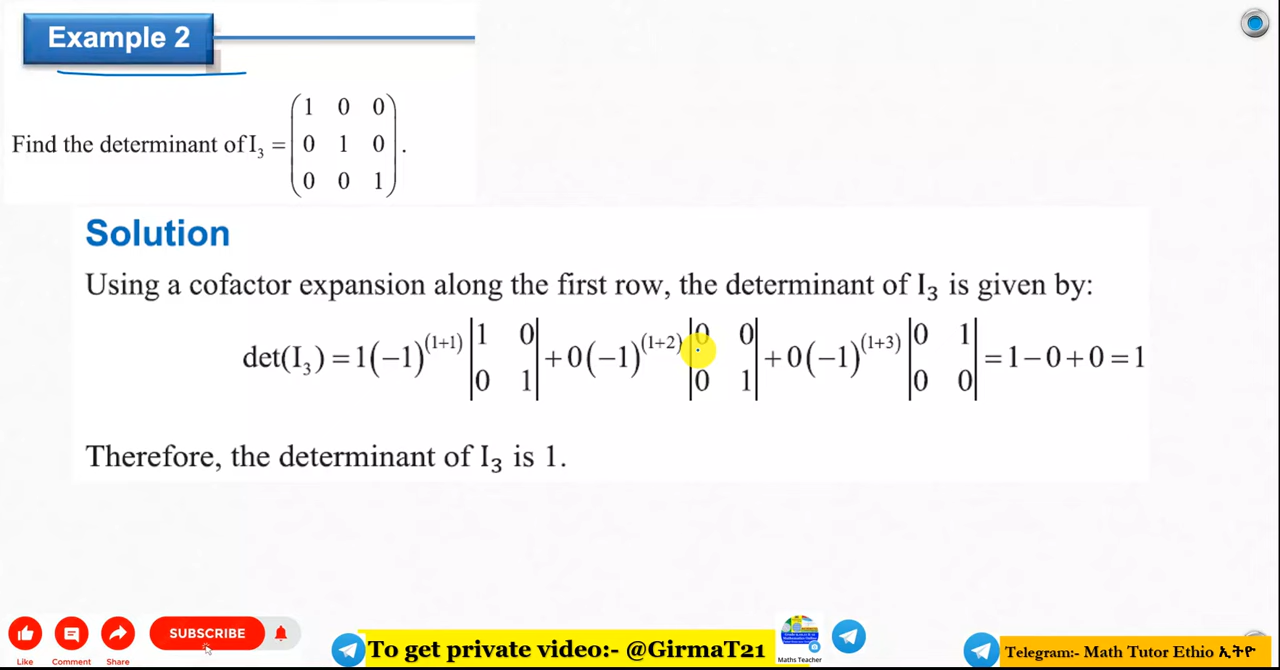 Example 2
Find the determinant of I₃ = (1 0 0
0 1 0
0 0 1).
Solution
Using a cofactor expansion along the first row, the determinant of I₃ is given by:
det(I₃) = 1(−1)^(1+1) |1 0; 0 1| + 0(−1)^(1+2) |0 0; 0 1| + 0(−1)^(1+3) |0 1; 0 0| = 1 − 0 + 0 = 1
Therefore, the determinant of I₃ is 1.
SUBSCRIBE
Like Comment Share
To get private video:- @GirmaT21
Maths Teacher
Telegram:- Math Tutor Ethio ኢትዮ